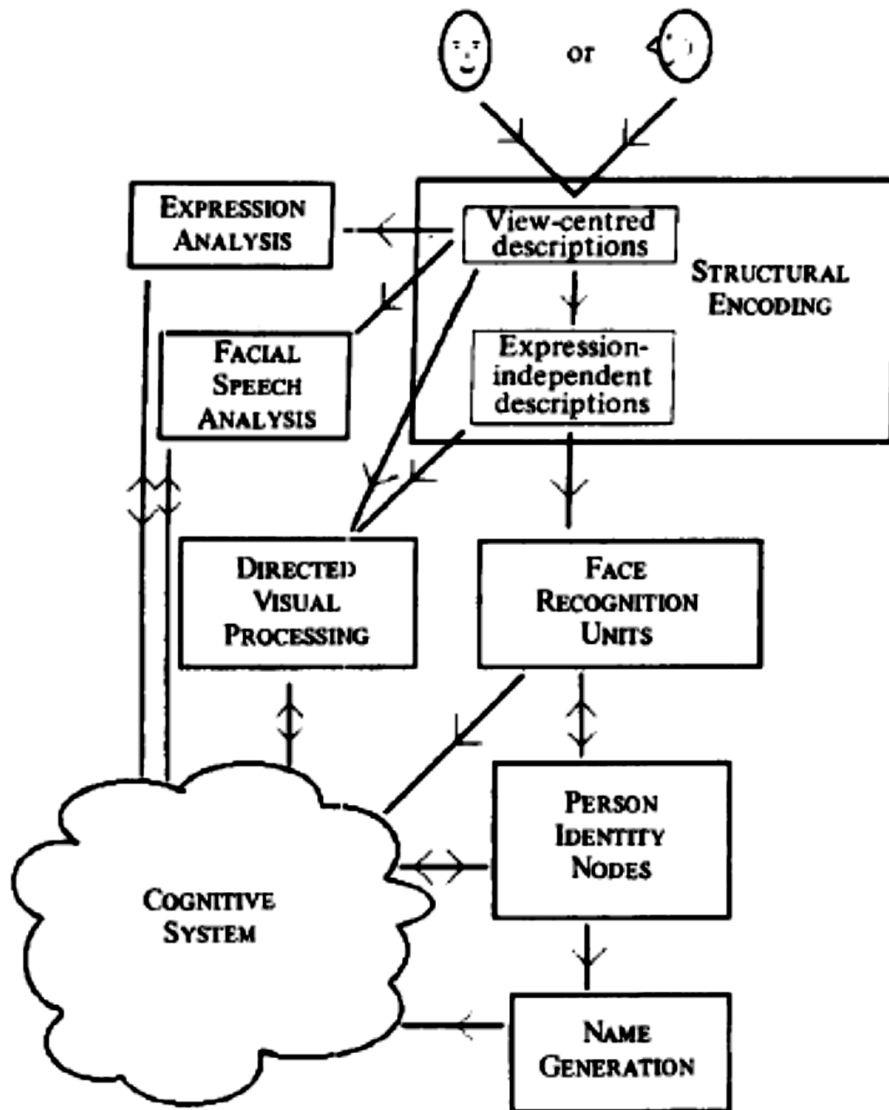 or
EXPRESSION
ANALYSIS
View-centred
descriptions
STRUCTURAL
ENCODING
FACIAL
SPEECH
ANALYSIS
Expression-
independent
descriptions
DIRECTED
VISUAL
PROCESSING
FACE
RECOGNITION
UNITS
PERSON
IDENTITY
NODES
COGNITIVE
SYSTEM
NAME
GENERATION